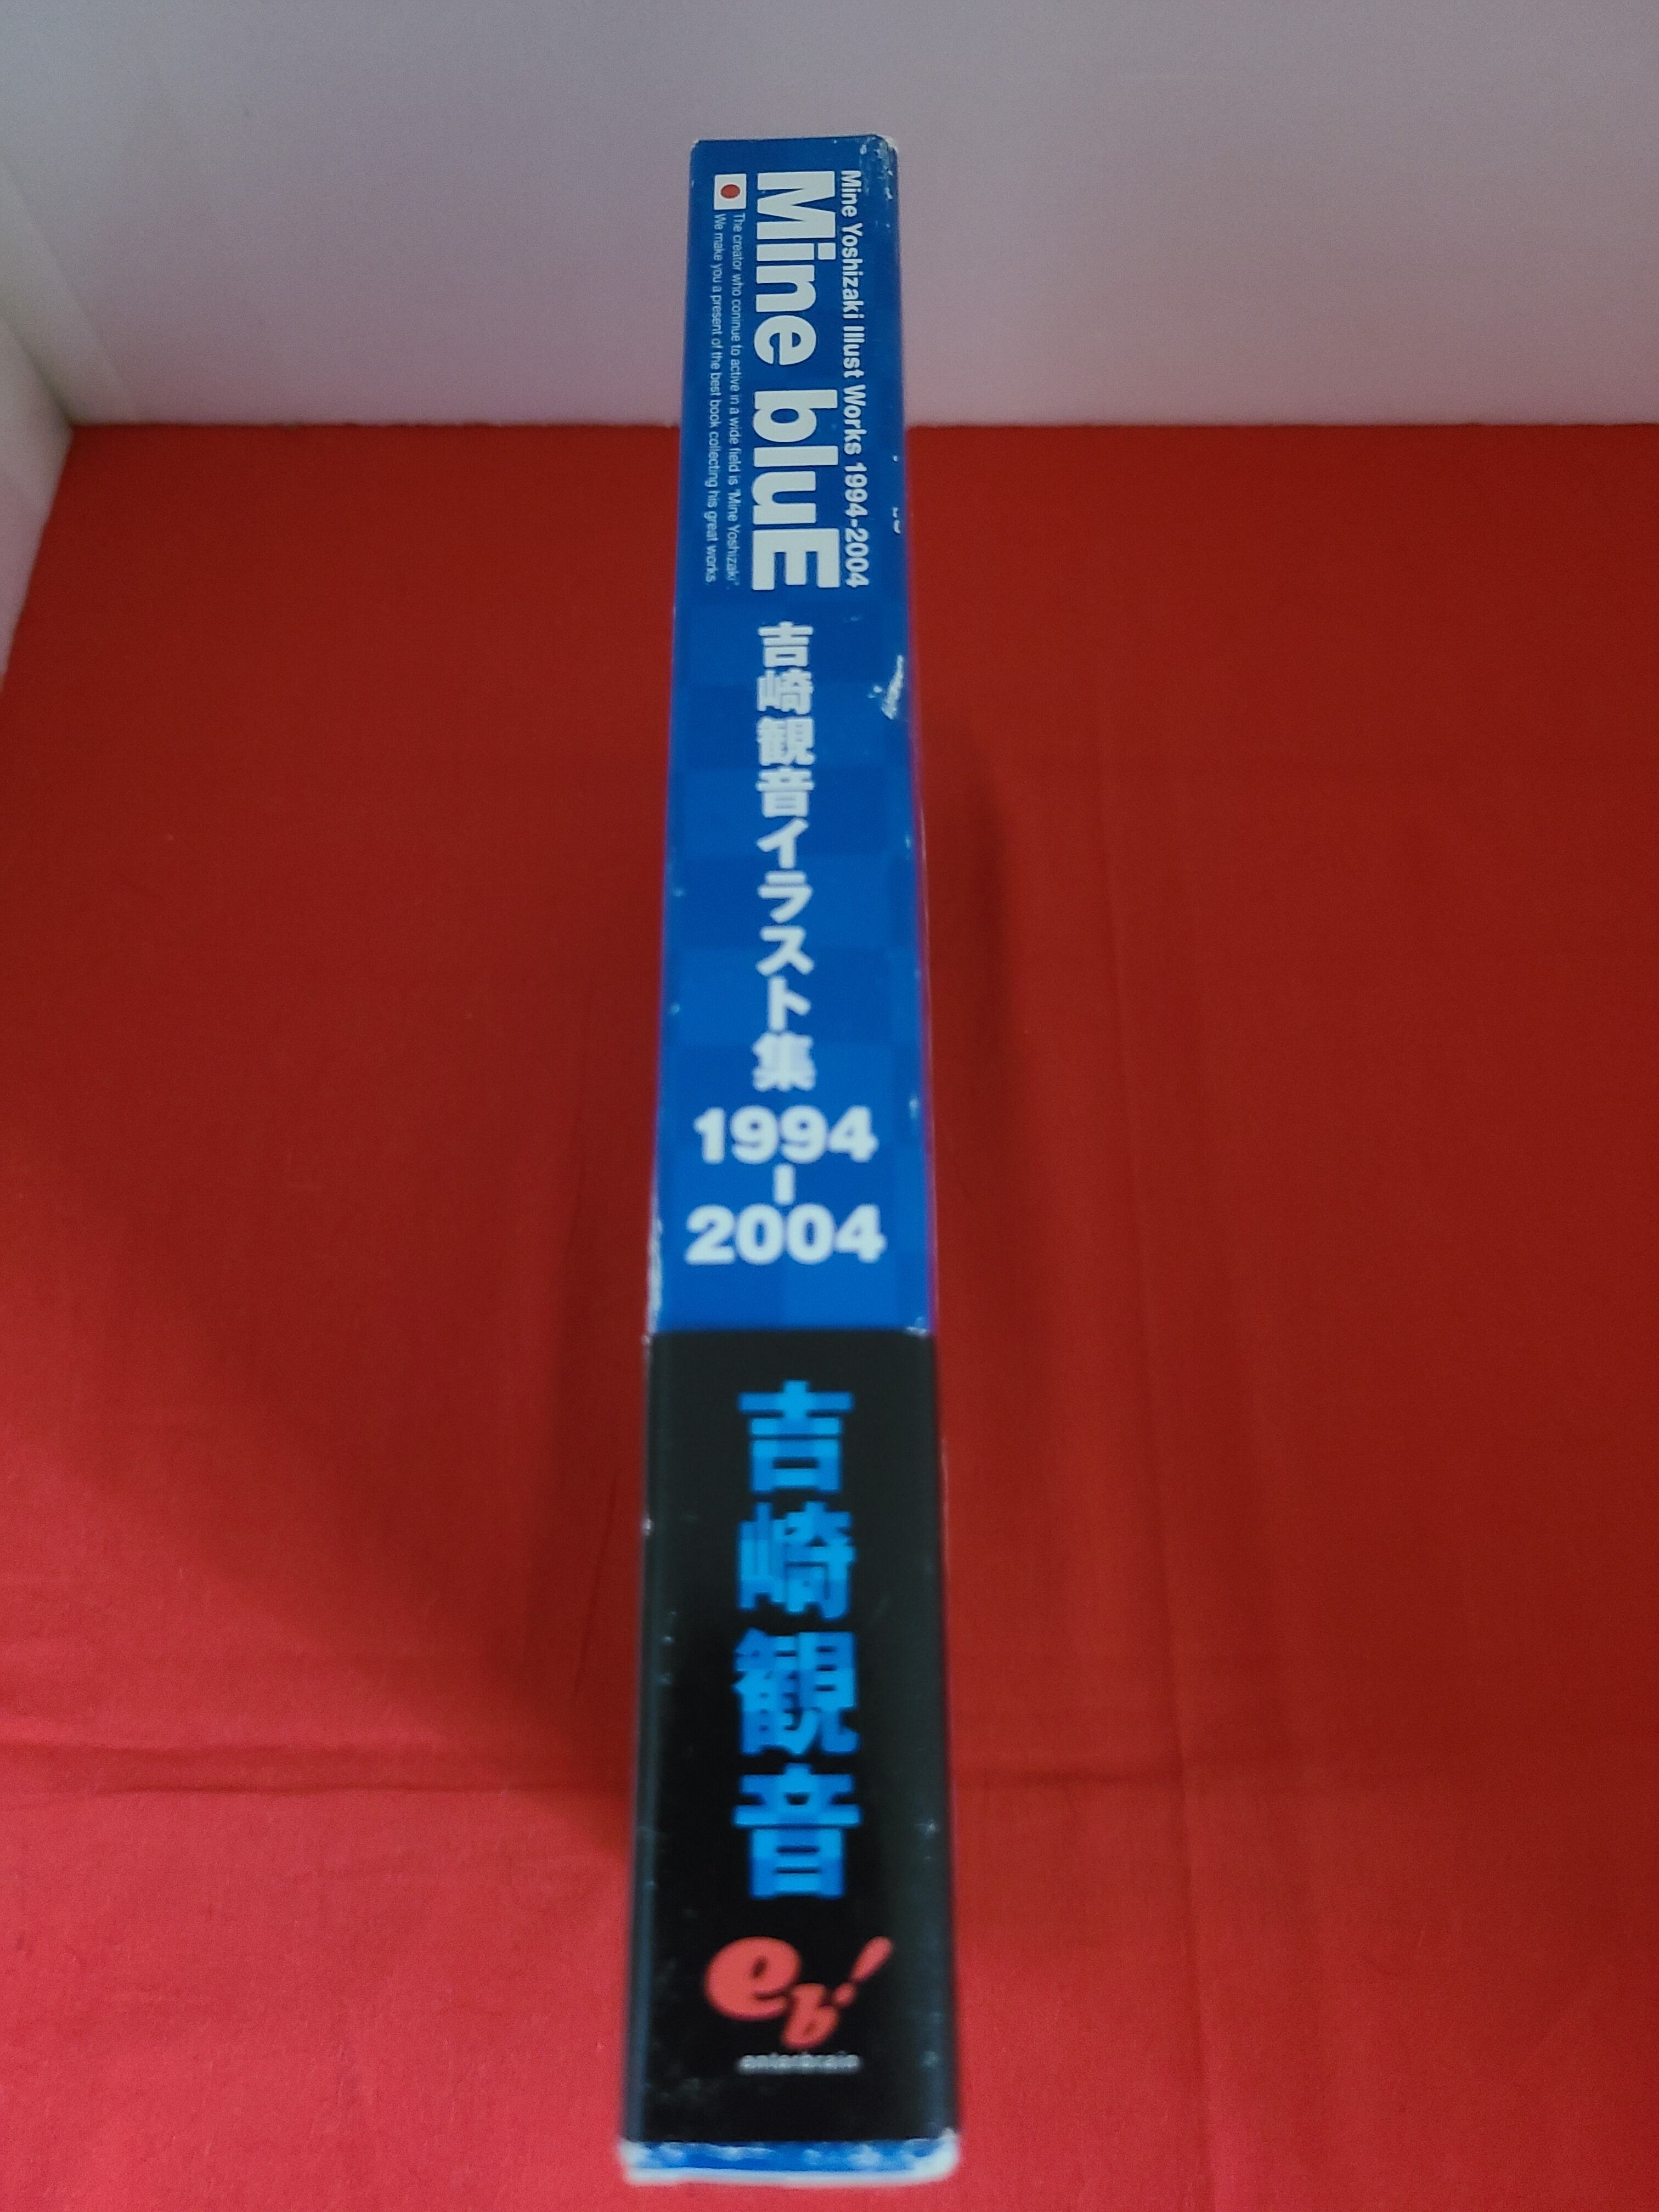 Mine Yoshizaki Illust Works 1994-2004
Mine bluE
The creator who coninue to active in a wide field is "Mine Yoshizaki".
We make you a present of the best book collecting his great works.
吉崎観音イラスト集
1994-2004
吉崎観音
eb!
enterbrain